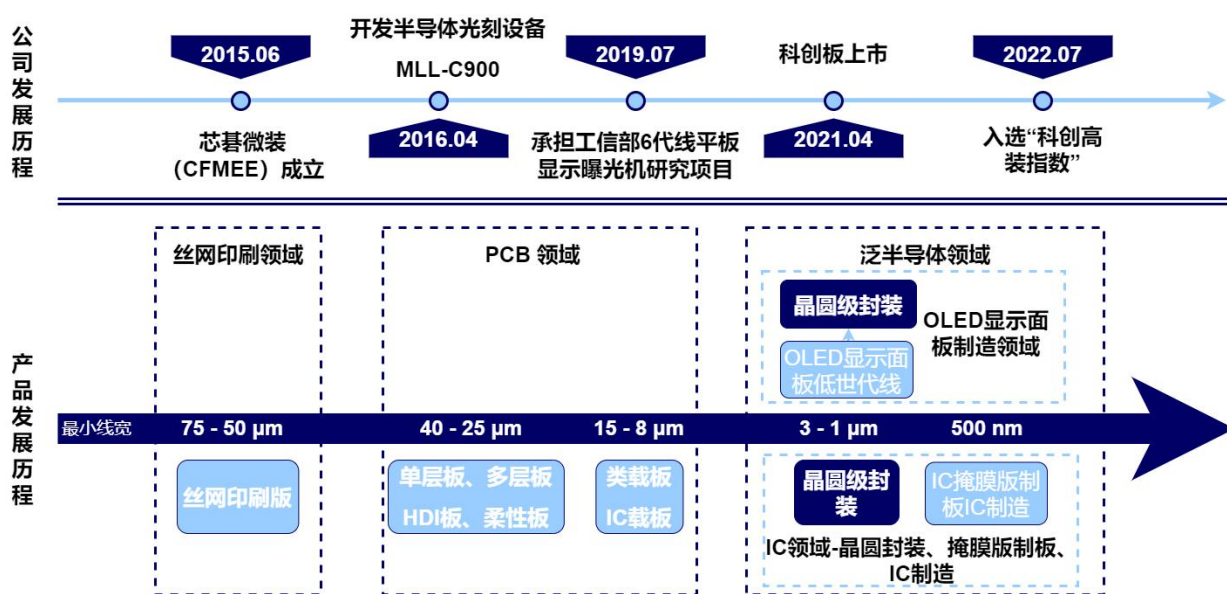 公司发展历程
2015.06
芯碁微装
（CFMEE）成立
开发半导体光刻设备
MLL-C900
2016.04
2019.07
承担工信部6代线平板
显示曝光机研究项目
科创板上市
2021.04
2022.07
入选“科创高
装指数”
产品发展历程
丝网印刷领域
PCB 领域
泛半导体领域
晶圆级封装
OLED显示面
板低世代线
OLED显示面
板制造领域
最小线宽
75 - 50 μm
40 - 25 μm
15 - 8 μm
3 - 1 μm
500 nm
丝网印刷版
单层板、多层板
HDI板、柔性板
类载板
IC载板
晶圆级封
装
IC掩膜版制
板IC制造
IC领域-晶圆封装、掩膜版制板、
IC制造